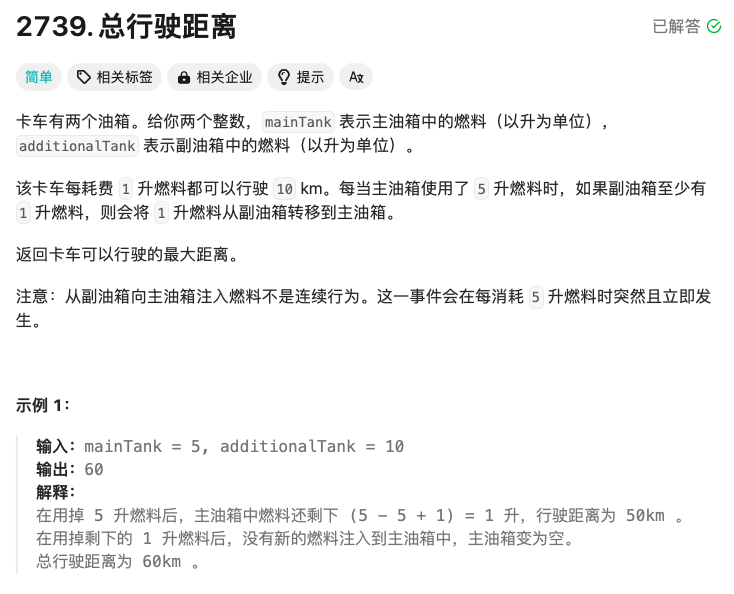 2739. 总行驶距离
已解答
简单 相关标签 相关企业 提示 Ax
卡车有两个油箱。给你两个整数，mainTank 表示主油箱中的燃料（以升为单位），
additionalTank 表示副油箱中的燃料（以升为单位）。
该卡车每耗费 1 升燃料都可以行驶 10 km。每当主油箱使用了 5 升燃料时，如果副油箱至少有
1 升燃料，则会将 1 升燃料从副油箱转移到主油箱。
返回卡车可以行驶的最大距离。
注意：从副油箱向主油箱注入燃料不是连续行为。这一事件会在每消耗 5 升燃料时突然且立即发
生。
示例 1：
输入：mainTank = 5, additionalTank = 10
输出：60
解释：
在用掉 5 升燃料后，主油箱中燃料还剩下 (5 - 5 + 1) = 1 升，行驶距离为 50km 。
在用掉剩下的 1 升燃料后，没有新的燃料注入到主油箱中，主油箱变为空。
总行驶距离为 60km 。